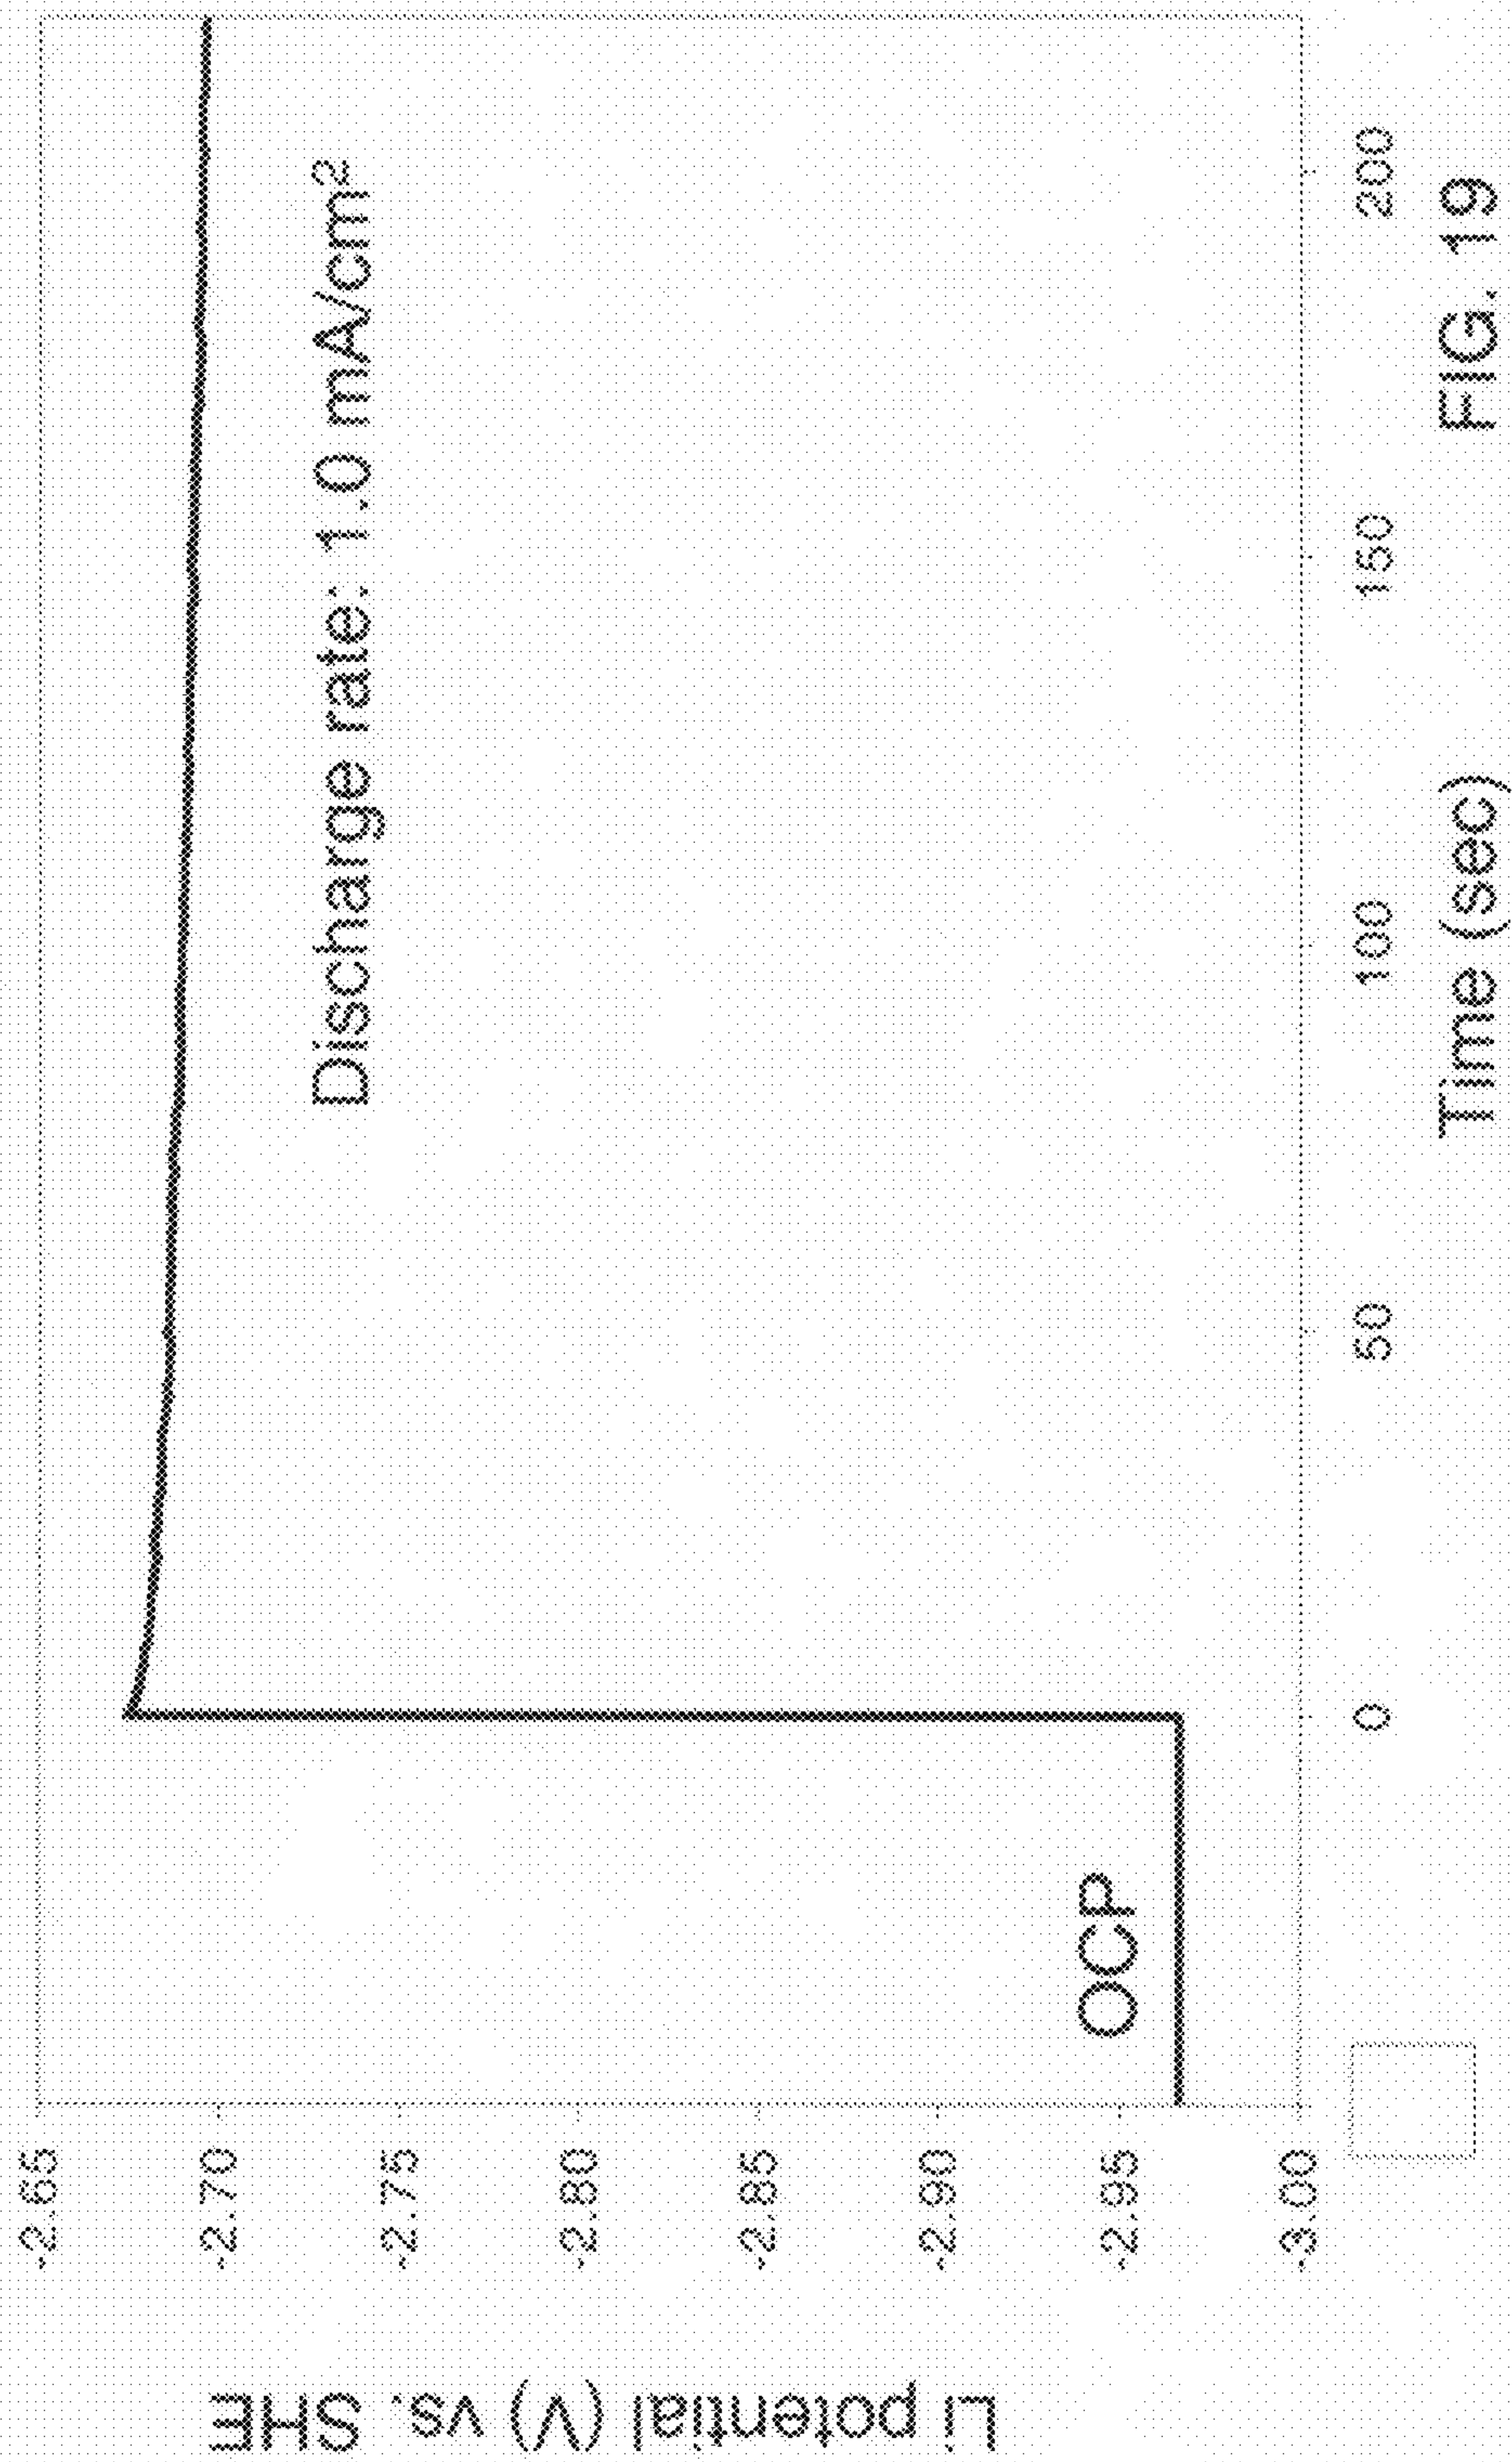 Li potential (V) vs. SHE
-2.65
-2.70
-2.75
-2.80
-2.85
-2.90
-2.95
-3.00
Discharge rate: 1.0 mA/cm²
OCP
0
50
100
150
200
Time (sec)
FIG. 19